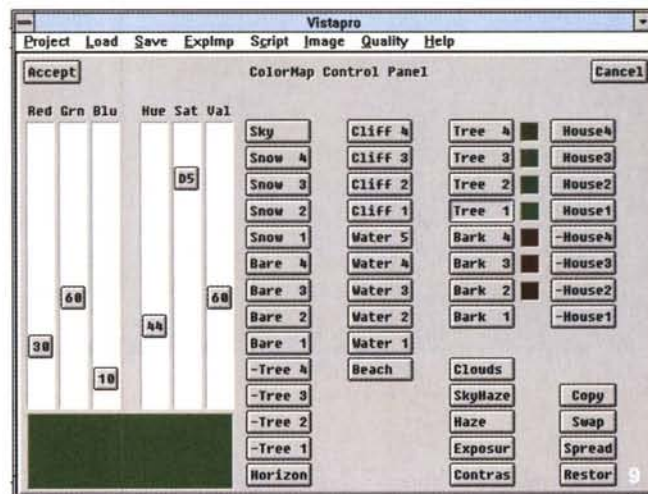 Vistapro
Project Load Save ExpImp Script Image Quality Help
Accept ColorMap Control Panel Cancel
Red Grn Blu Hue Sat Val
30
60
10
44
D5
60
Sky
Snow 4
Snow 3
Snow 2
Snow 1
Bare 4
Bare 3
Bare 2
Bare 1
~Tree 4
~Tree 3
~Tree 2
~Tree 1
Horizon
Cliff 4
Cliff 3
Cliff 2
Cliff 1
Water 5
Water 4
Water 3
Water 2
Water 1
Beach
Tree 4
Tree 3
Tree 2
Tree 1
Bark 4
Bark 3
Bark 2
Bark 1
Clouds
SkyHaze
Haze
Exposur
Contras
House4
House3
House2
House1
~House4
~House3
~House2
~House1
Copy
Swap
Spread
Restor
9